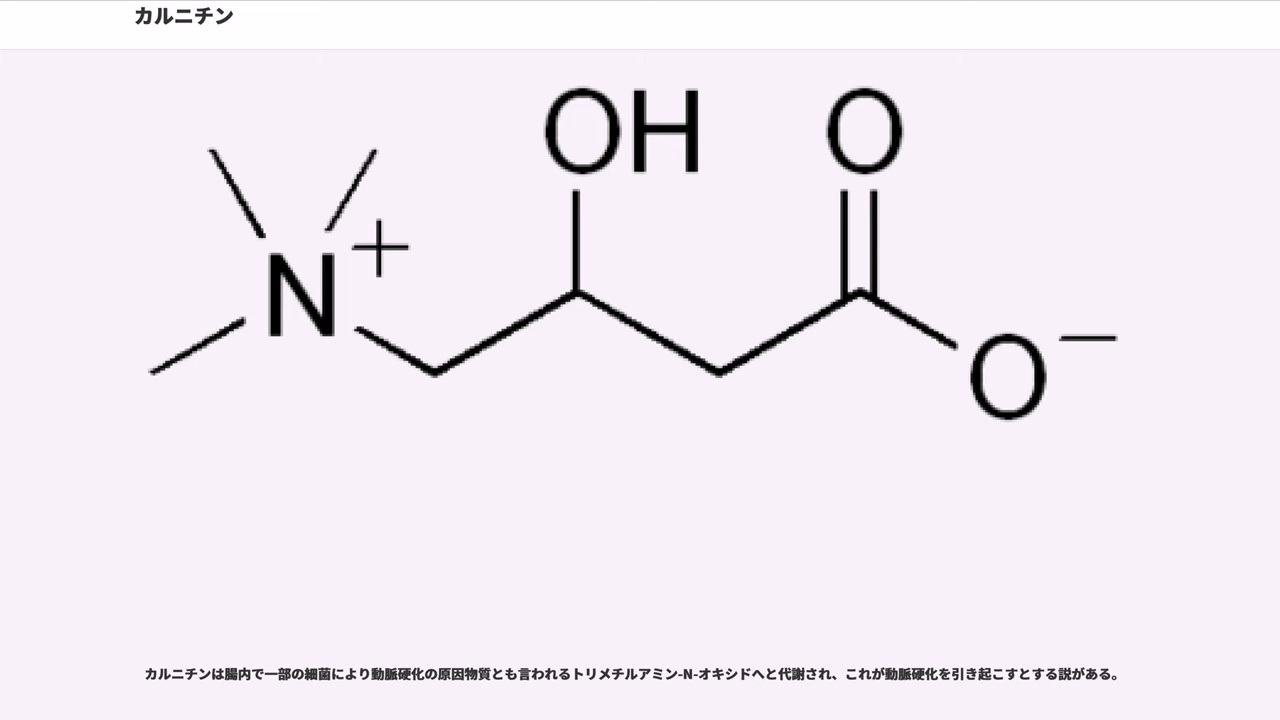 カルニチン
OH
O
N+
O−
カルニチンは腸内で一部の細菌により動脈硬化の原因物質とも言われるトリメチルアミン-N-オキシドへと代謝され、これが動脈硬化を引き起こすとする説がある。